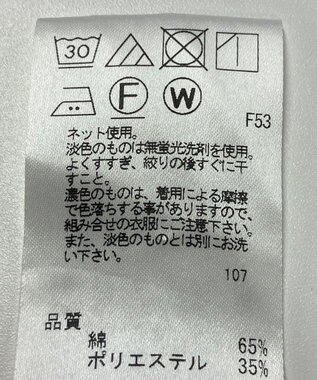 30
F W
F53
ネット使用。
淡色のものは無蛍光洗剤を使用。
よくすすぎ、絞りの後すぐに干
すこと。
濃色のものは、着用による摩擦
で色落ちする事がありますので、
組み合せの衣服にご注意下さい。
また、淡色のものとは別にお洗
い下さい。
107
品質
綿 65%
ポリエステル 35%